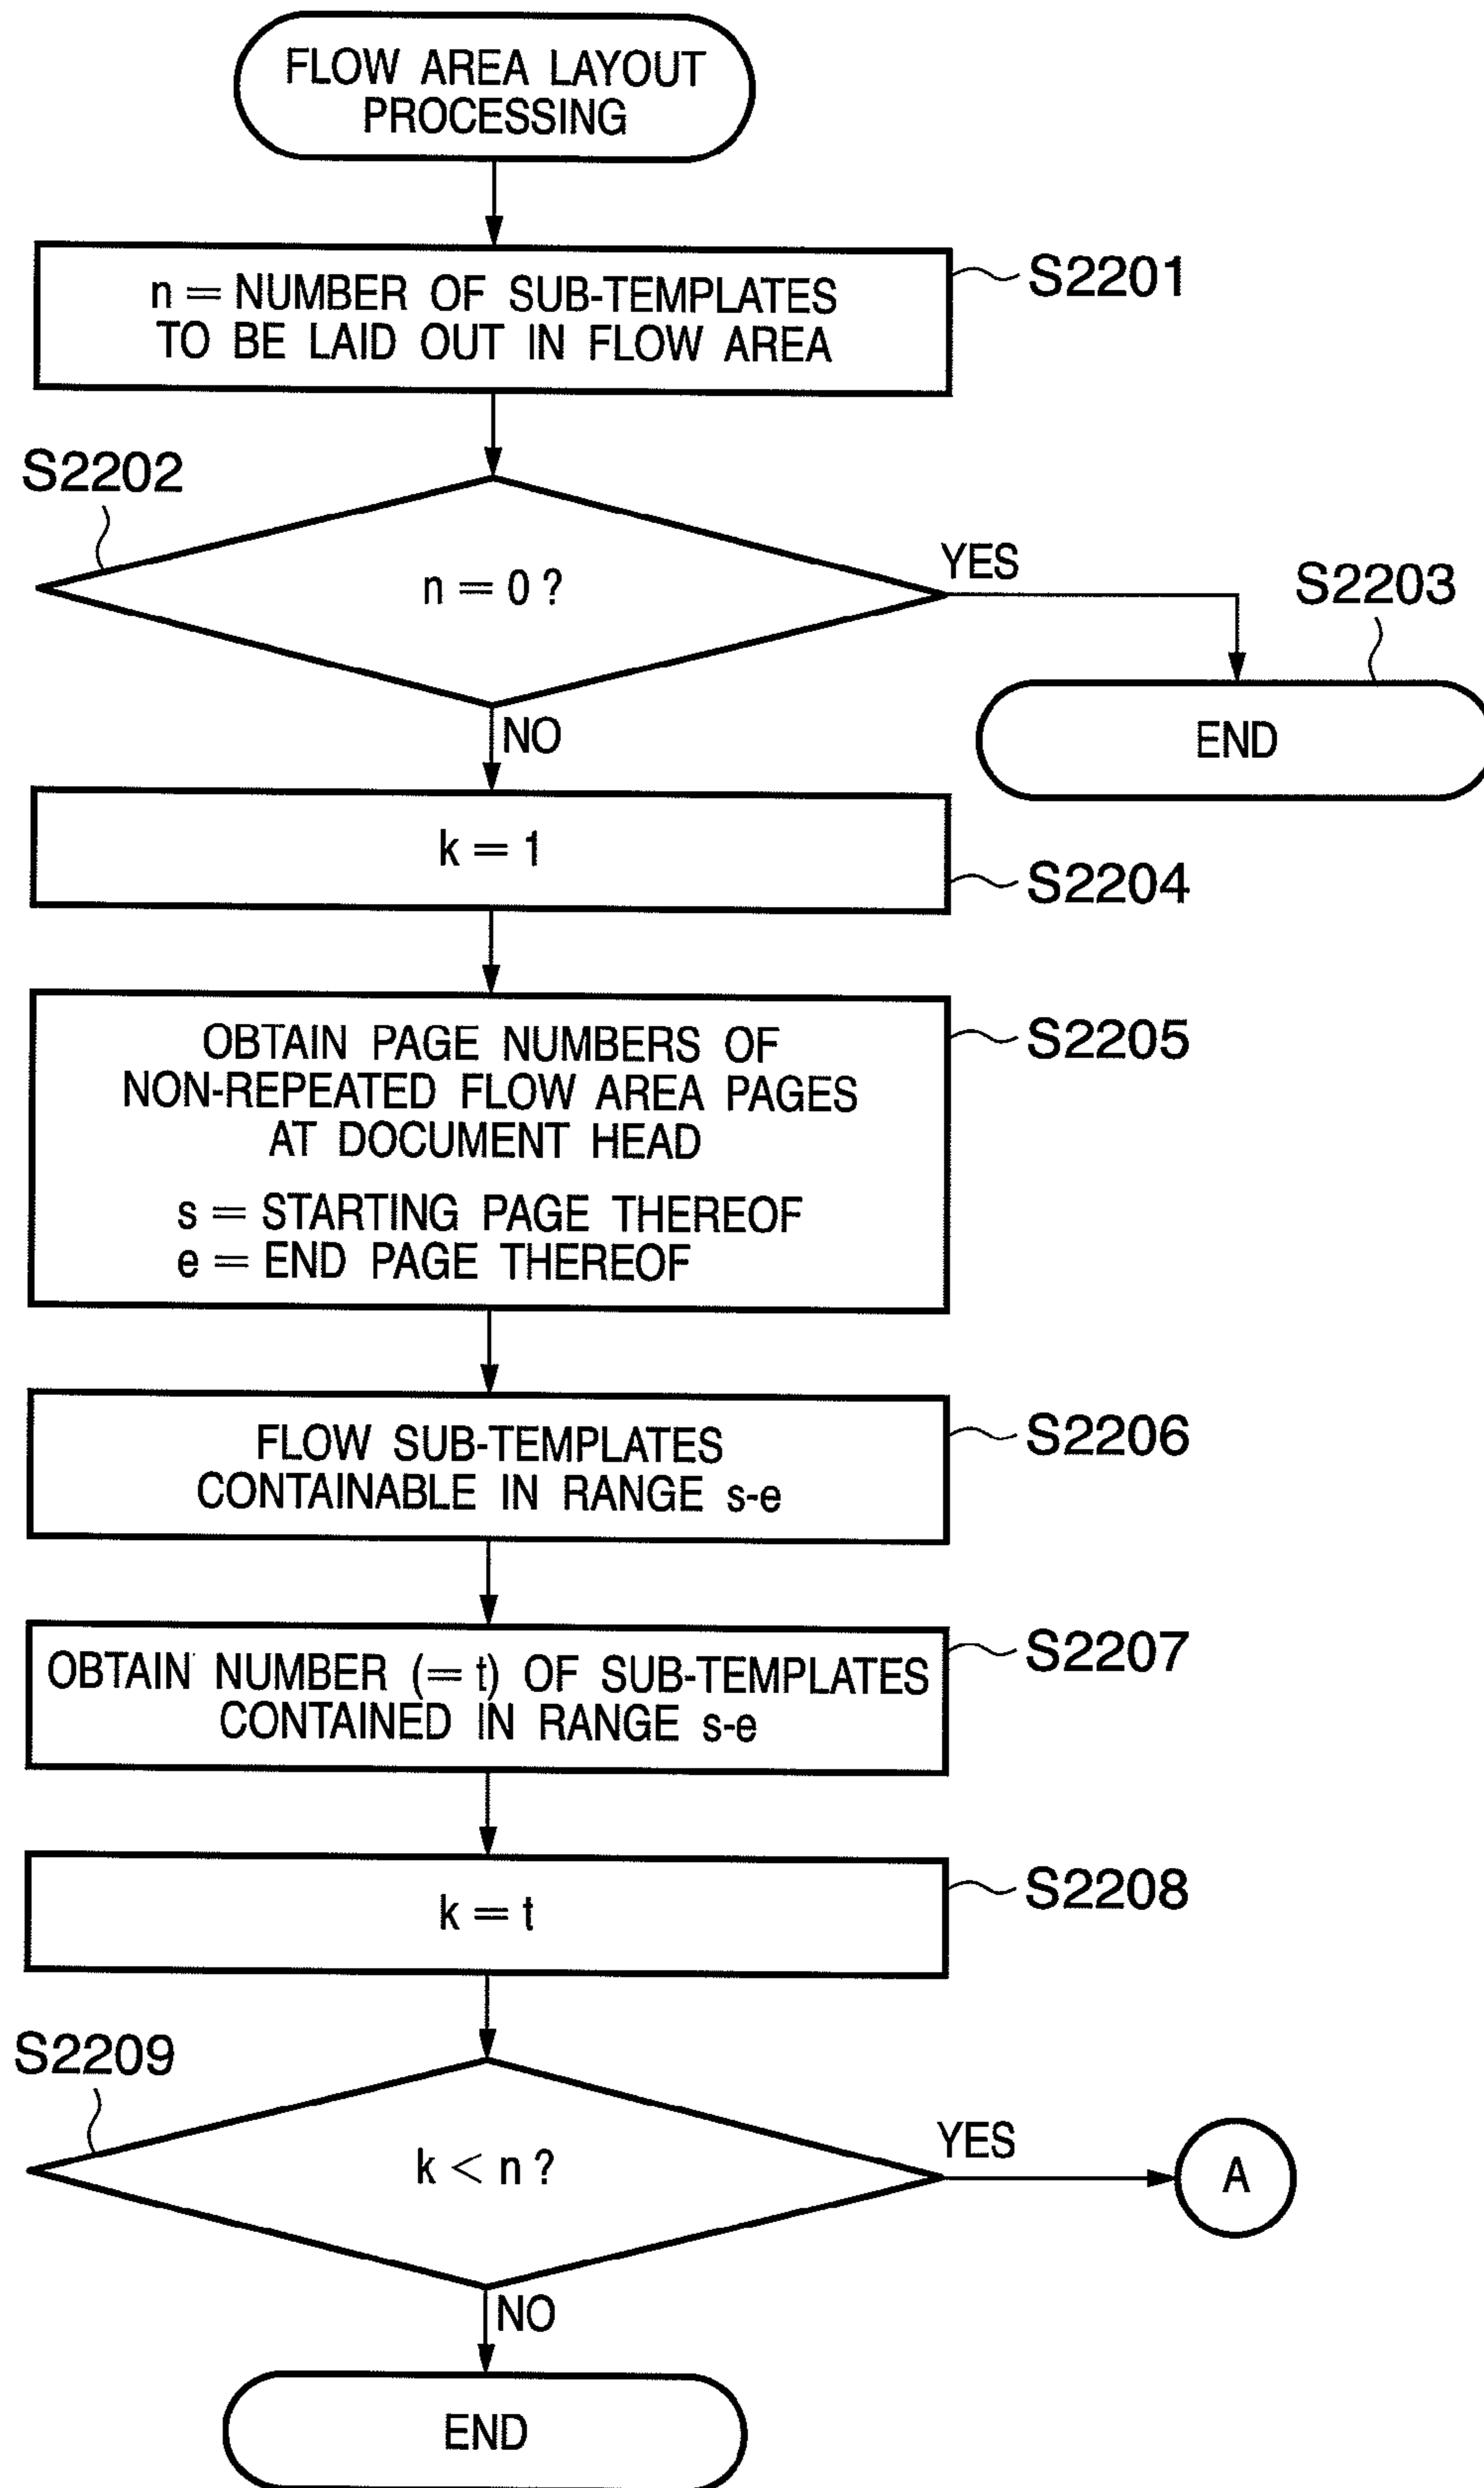 FLOW AREA LAYOUT
PROCESSING
n = NUMBER OF SUB-TEMPLATES
TO BE LAID OUT IN FLOW AREA
S2201
S2202
n = 0 ?
YES
S2203
END
NO
k = 1
S2204
OBTAIN PAGE NUMBERS OF
NON-REPEATED FLOW AREA PAGES
AT DOCUMENT HEAD
s = STARTING PAGE THEREOF
e = END PAGE THEREOF
S2205
FLOW SUB-TEMPLATES
CONTAINABLE IN RANGE s-e
S2206
OBTAIN NUMBER (= t) OF SUB-TEMPLATES
CONTAINED IN RANGE s-e
S2207
k = t
S2208
S2209
k < n ?
YES
A
NO
END